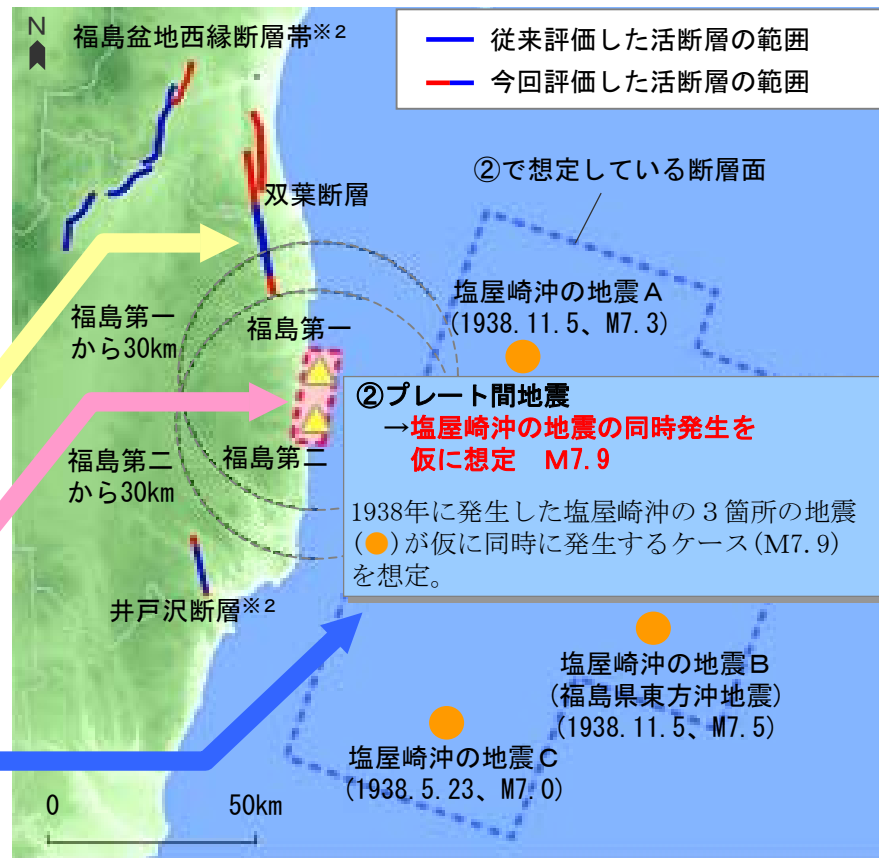 N
福島盆地西縁断層帯※2
従来評価した活断層の範囲
今回評価した活断層の範囲
②で想定している断層面
双葉断層
塩屋崎沖の地震A
(1938.11.5、M7.3)
福島第一
から30km
福島第一
②プレート間地震
→塩屋崎沖の地震の同時発生を
仮に想定 M7.9
1938年に発生した塩屋崎沖の3箇所の地震
(●)が仮に同時に発生するケース(M7.9)
を想定。
福島第二
から30km
福島第二
井戸沢断層※2
塩屋崎沖の地震B
(福島県東方沖地震)
(1938.11.5、M7.5)
塩屋崎沖の地震C
(1938.5.23、M7.0)
0
50km